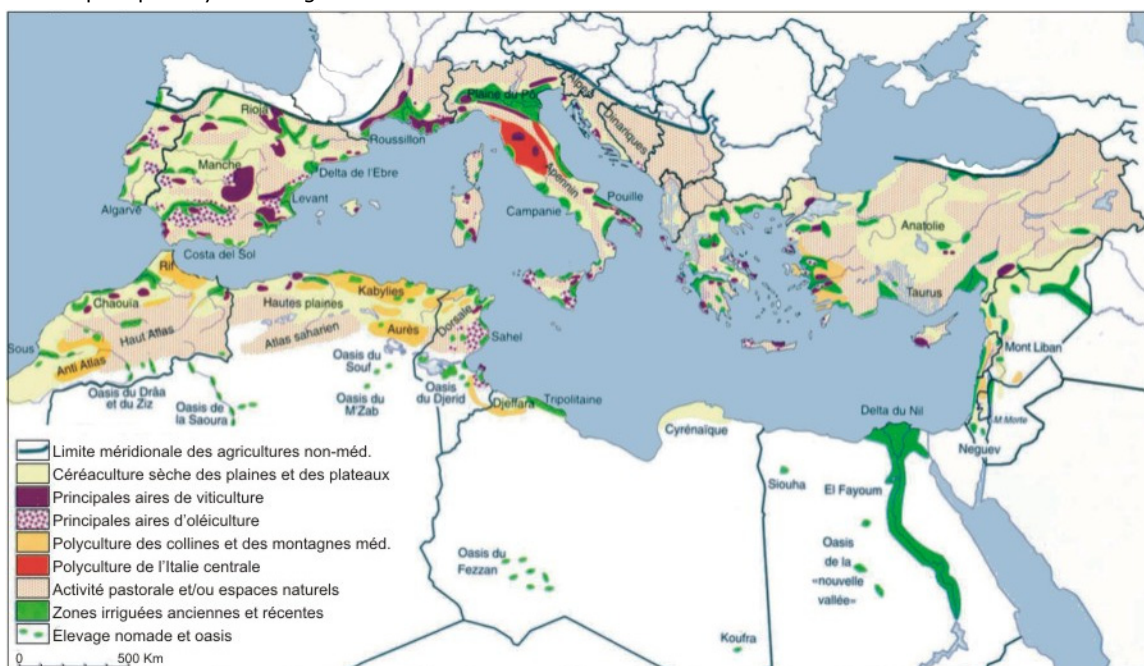 Rioja
Plaine du Pô
Alpes
Dinariques
Roussillon
Manche
Delta de l'Ebre
Apennin
Algarvé
Levant
Campanie
Pouille
Anatolie
Costa del Sol
Taurus
Rif
Kabylies
Chaouïa
Hautes plaines
Dorsale
Haut Atlas
Atlas saharien
Aurès
Sahel
Sous
Anti Atlas
Mont Liban
Oasis du Drâa
et du Ziz
Oasis de
la Saoura
Oasis du
Souf
Oasis du
M'Zab
Oasis
du Djerid
Djeffara
Tripolitaine
Cyrénaïque
Delta du Nil
M.Morte
Neguev
Siouha
El Fayoum
Oasis du
Fezzan
Oasis
de la
«nouvelle
vallée»
Koufra
Limite méridionale des agricultures non-méd.
Céréaculture sèche des plaines et des plateaux
Principales aires de viticulture
Principales aires d'oléiculture
Polyculture des collines et des montagnes méd.
Polyculture de l'Italie centrale
Activité pastorale et/ou espaces naturels
Zones irriguées anciennes et récentes
Elevage nomade et oasis
0 500 Km